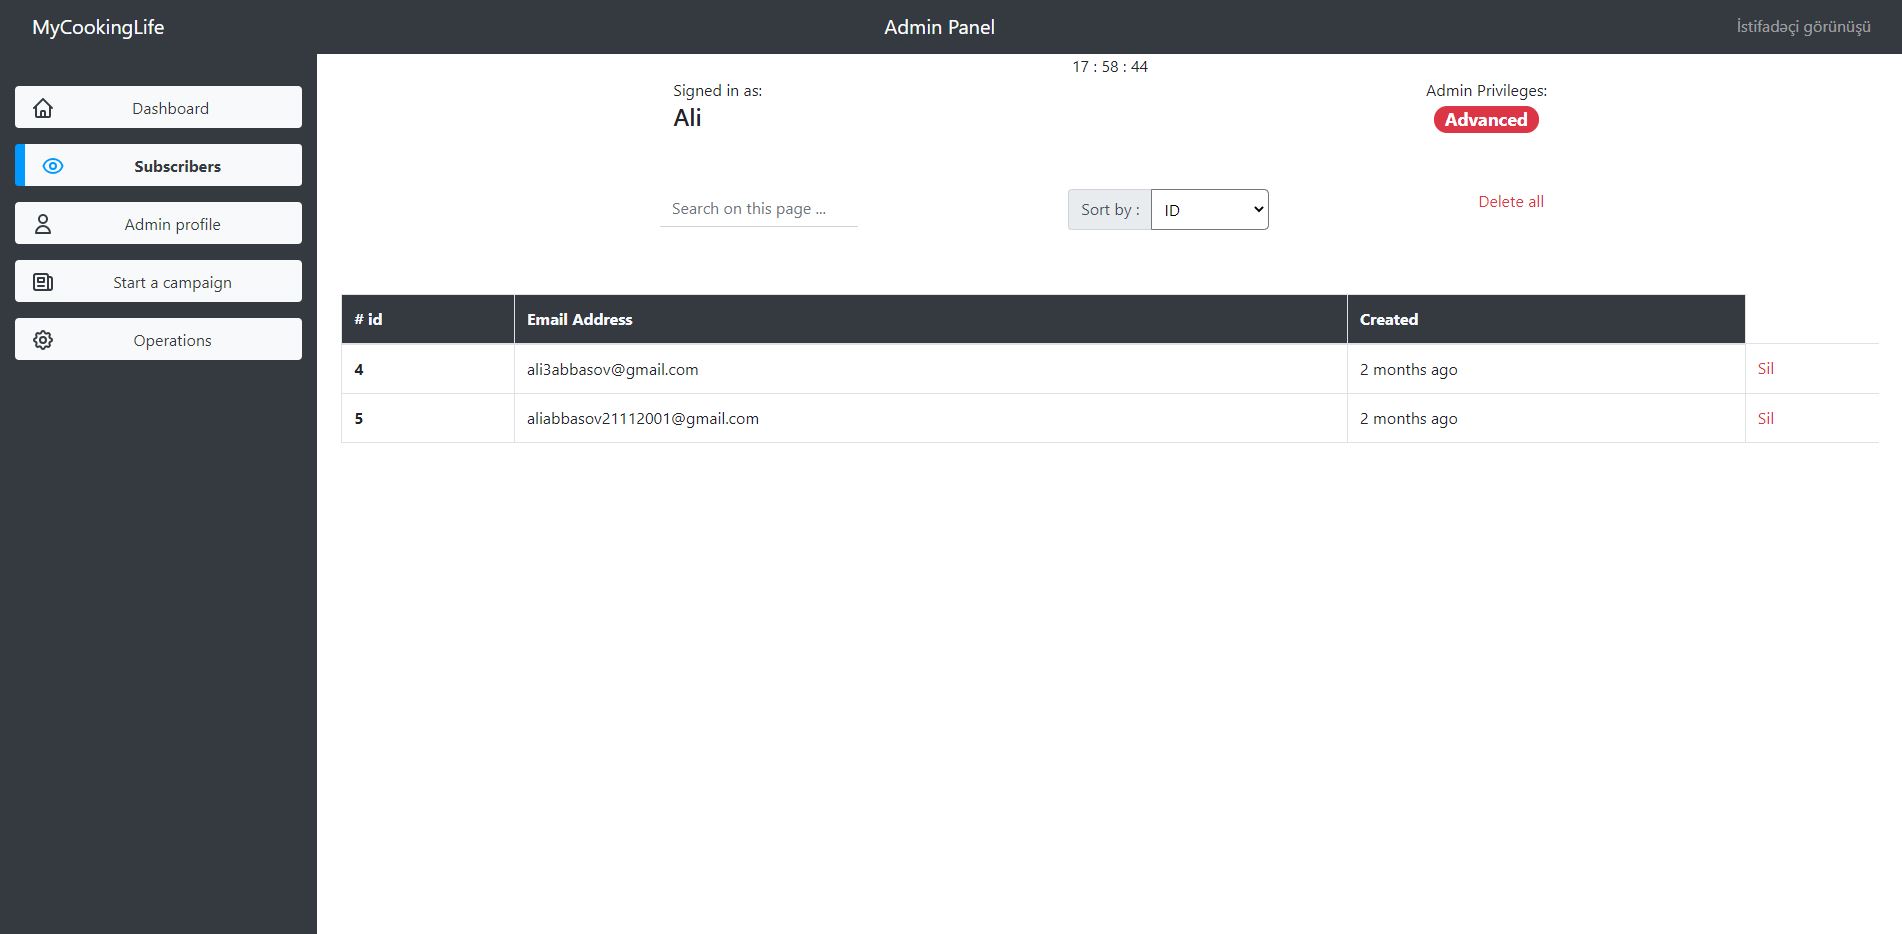 MyCookingLife
Admin Panel
İstifadəçi görünüşü
Dashboard
Subscribers
Admin profile
Start a campaign
Operations
17 : 58 : 44
Signed in as:
Ali
Admin Privileges:
Advanced
Search on this page ...
Sort by :
ID
Delete all
# id Email Address Created
4 ali3abbasov@gmail.com 2 months ago Sil
5 aliabbasov21112001@gmail.com 2 months ago Sil